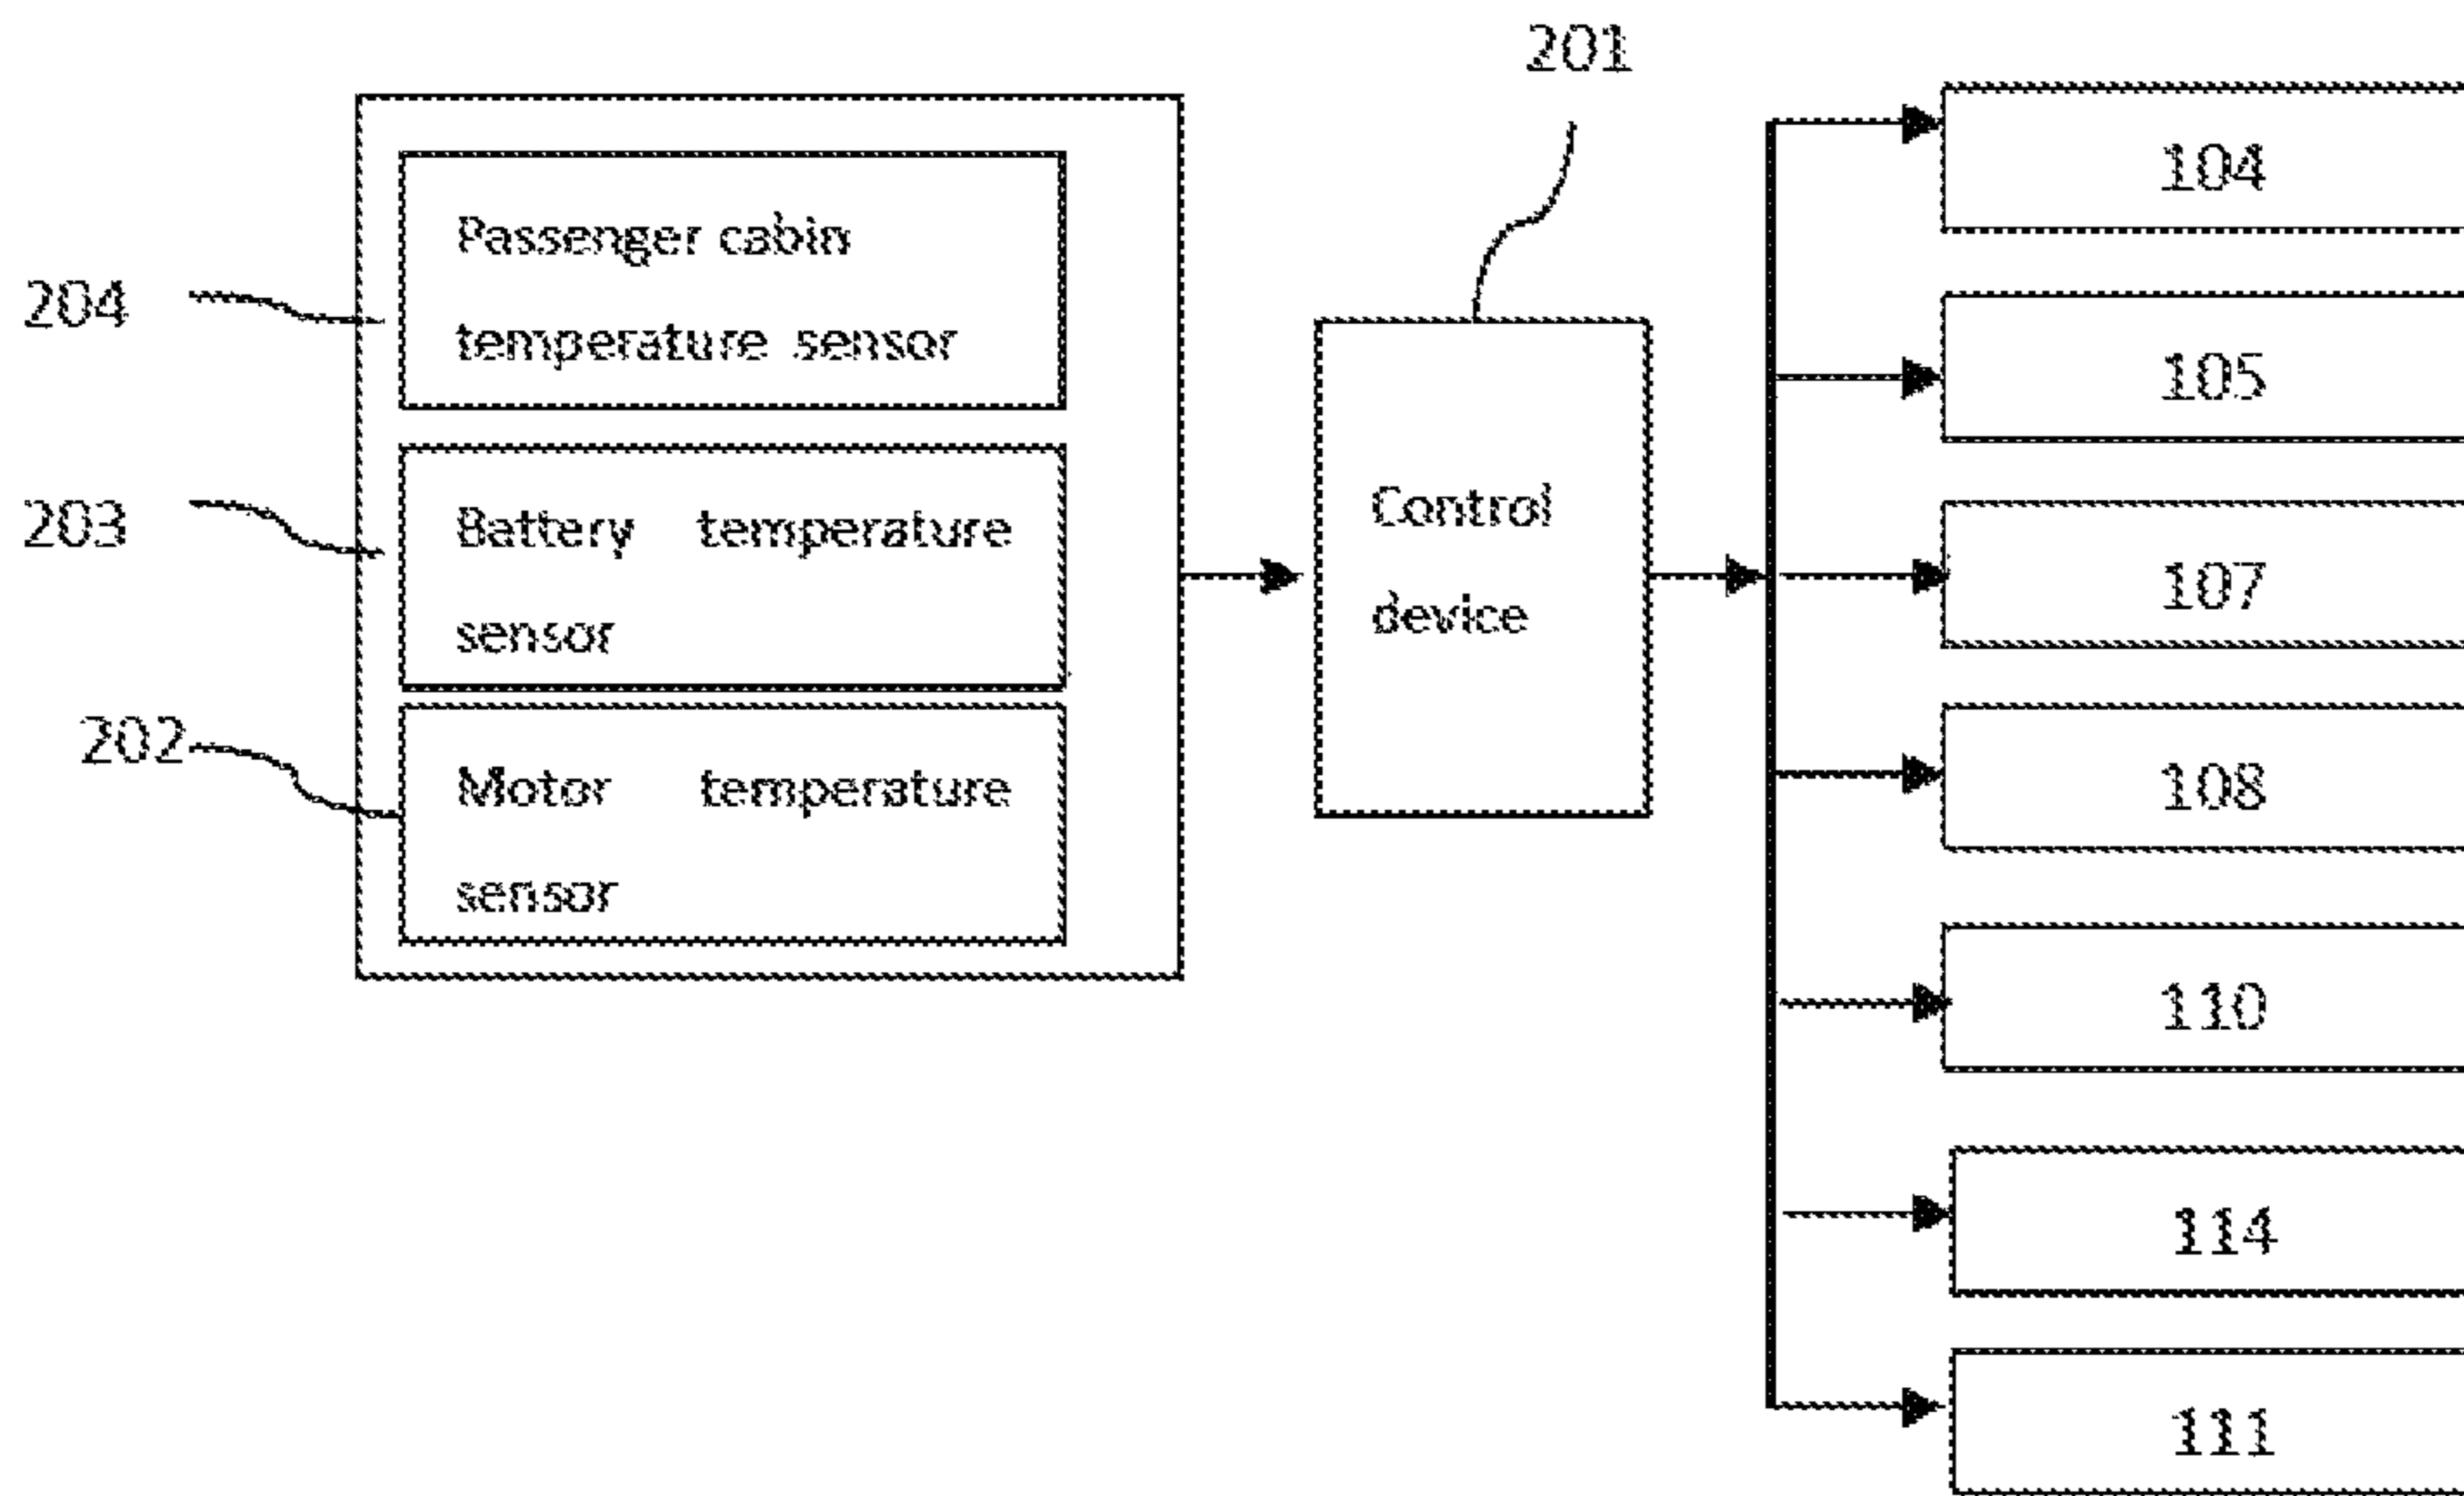 201
204
Passenger cabin
temperature sensor
203
Battery temperature
sensor
202
Motor temperature
sensor
Control
device
104
105
107
108
110
114
111